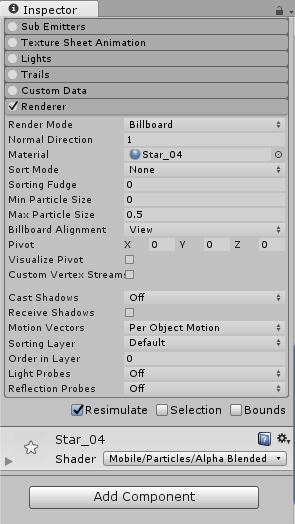 Inspector
Sub Emitters
Texture Sheet Animation
Lights
Trails
Custom Data
Renderer
Render Mode Billboard
Normal Direction 1
Material Star_04
Sort Mode None
Sorting Fudge 0
Min Particle Size 0
Max Particle Size 0.5
Billboard Alignment View
Pivot X 0 Y 0 Z 0
Visualize Pivot
Custom Vertex Streams
Cast Shadows Off
Receive Shadows
Motion Vectors Per Object Motion
Sorting Layer Default
Order in Layer 0
Light Probes Off
Reflection Probes Off
Resimulate Selection Bounds
Star_04
Shader Mobile/Particles/Alpha Blended
Add Component